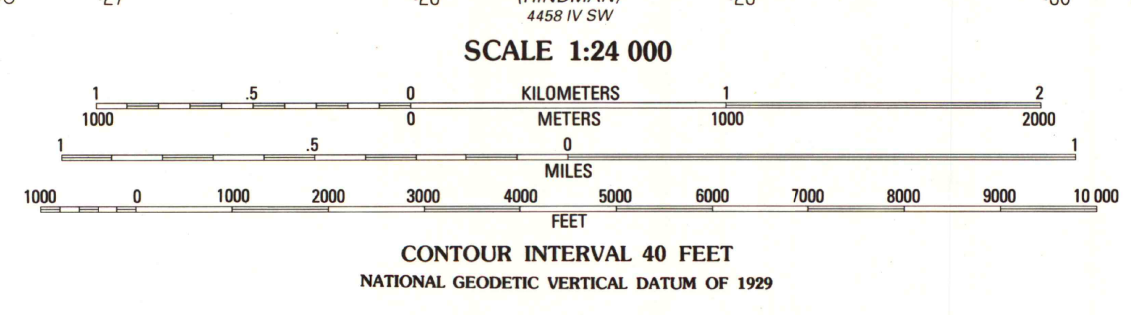 4458 IV SW
SCALE 1:24 000
1 .5 0 KILOMETERS 1 2
1000 0 METERS 1000 2000
1 .5 0 1
MILES
1000 0 1000 2000 3000 4000 5000 6000 7000 8000 9000 10 000
FEET
CONTOUR INTERVAL 40 FEET
NATIONAL GEODETIC VERTICAL DATUM OF 1929